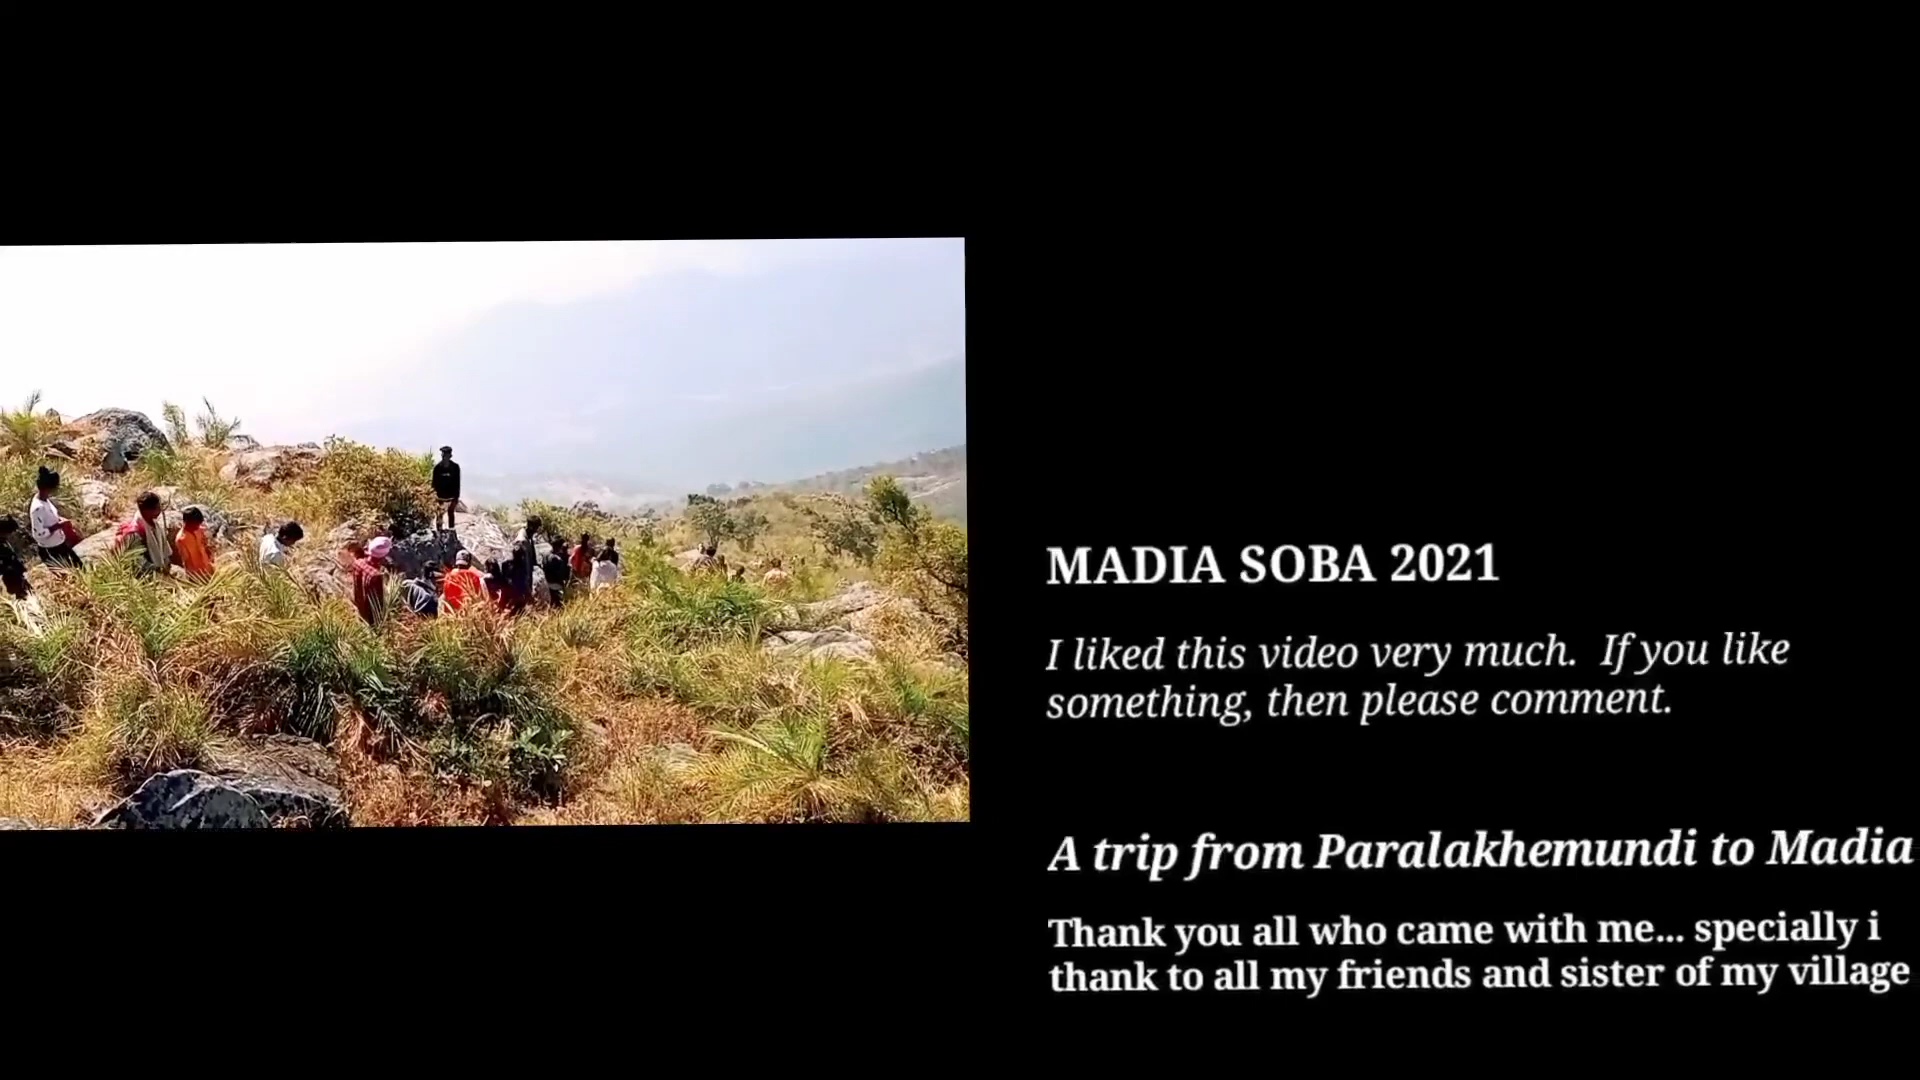 MADIA SOBA 2021
I liked this video very much.  If you like
something, then please comment.
A trip from Paralakhemundi to Madia
Thank you all who came with me... specially i
thank to all my friends and sister of my village